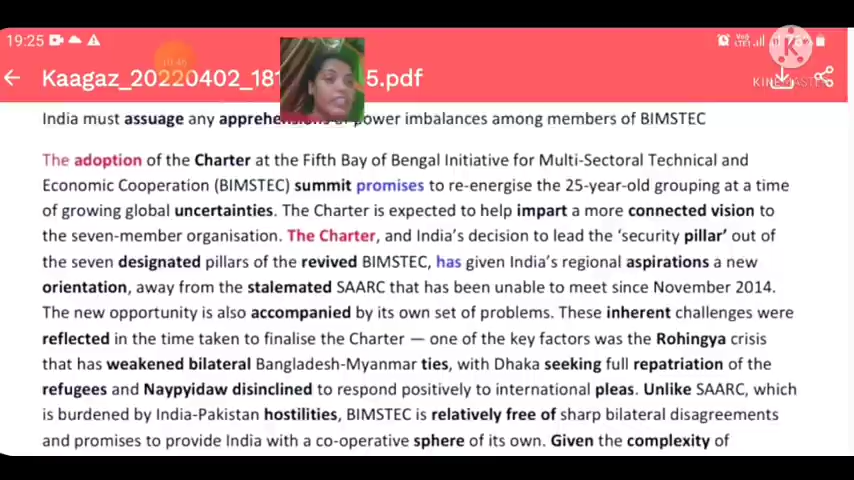 19:25
10:46
Kaagaz_20220402_181 5.pdf
KINEMASTER
India must assuage any apprehensions of power imbalances among members of BIMSTEC
The adoption of the Charter at the Fifth Bay of Bengal Initiative for Multi-Sectoral Technical and
Economic Cooperation (BIMSTEC) summit promises to re-energise the 25-year-old grouping at a time
of growing global uncertainties. The Charter is expected to help impart a more connected vision to
the seven-member organisation. The Charter, and India's decision to lead the 'security pillar' out of
the seven designated pillars of the revived BIMSTEC, has given India's regional aspirations a new
orientation, away from the stalemated SAARC that has been unable to meet since November 2014.
The new opportunity is also accompanied by its own set of problems. These inherent challenges were
reflected in the time taken to finalise the Charter — one of the key factors was the Rohingya crisis
that has weakened bilateral Bangladesh-Myanmar ties, with Dhaka seeking full repatriation of the
refugees and Naypyidaw disinclined to respond positively to international pleas. Unlike SAARC, which
is burdened by India-Pakistan hostilities, BIMSTEC is relatively free of sharp bilateral disagreements
and promises to provide India with a co-operative sphere of its own. Given the complexity of